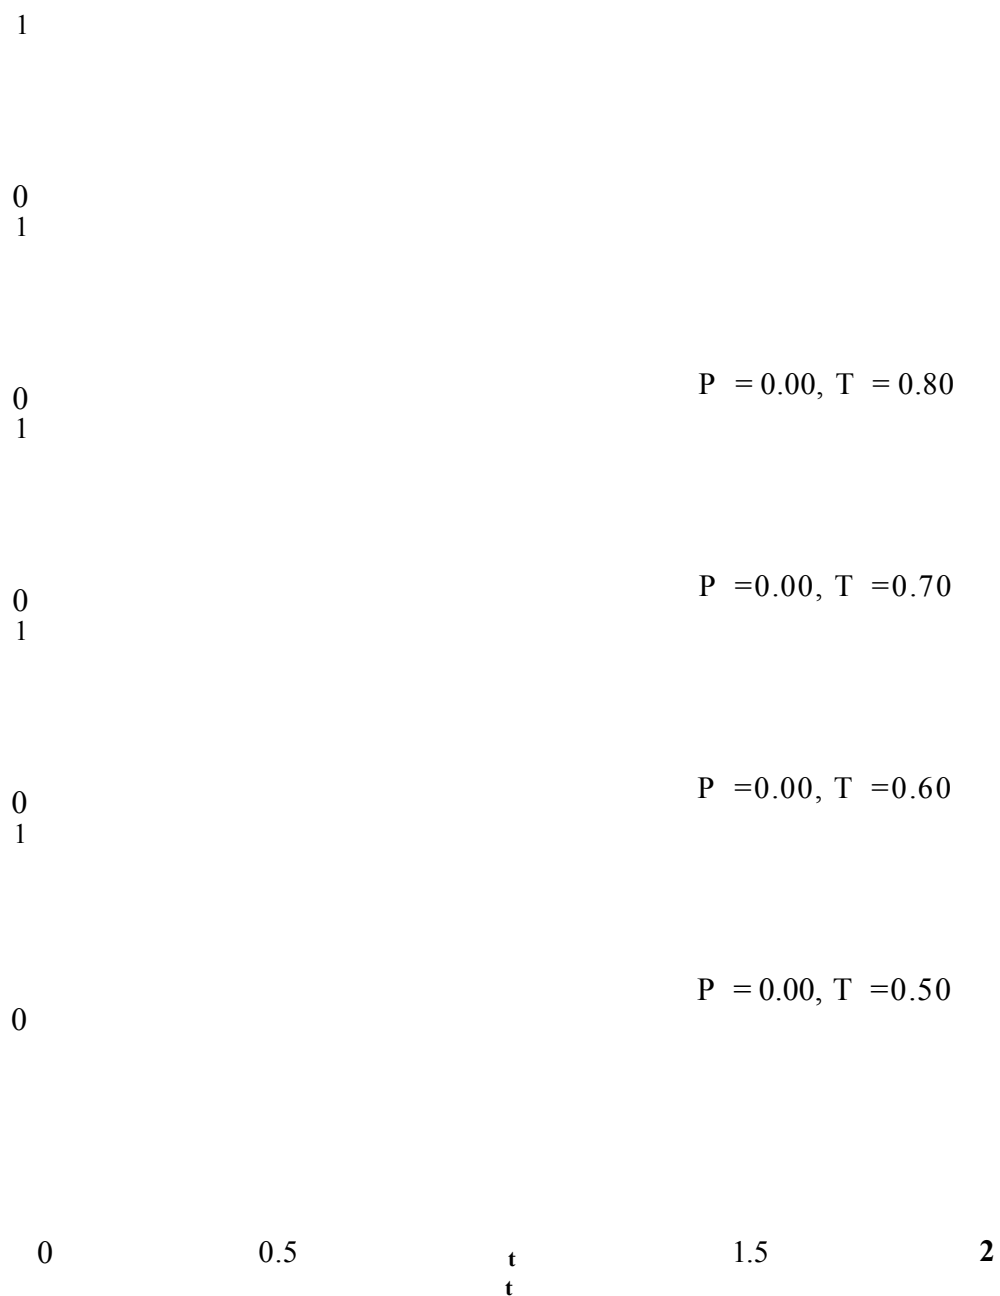 1
0
1
P = 0.00, T = 0.80
0
1
P =0.00, T =0.70
0
1
P =0.00, T =0.60
0
1
P = 0.00, T =0.50
0
0 0.5 t 1.5 2
t